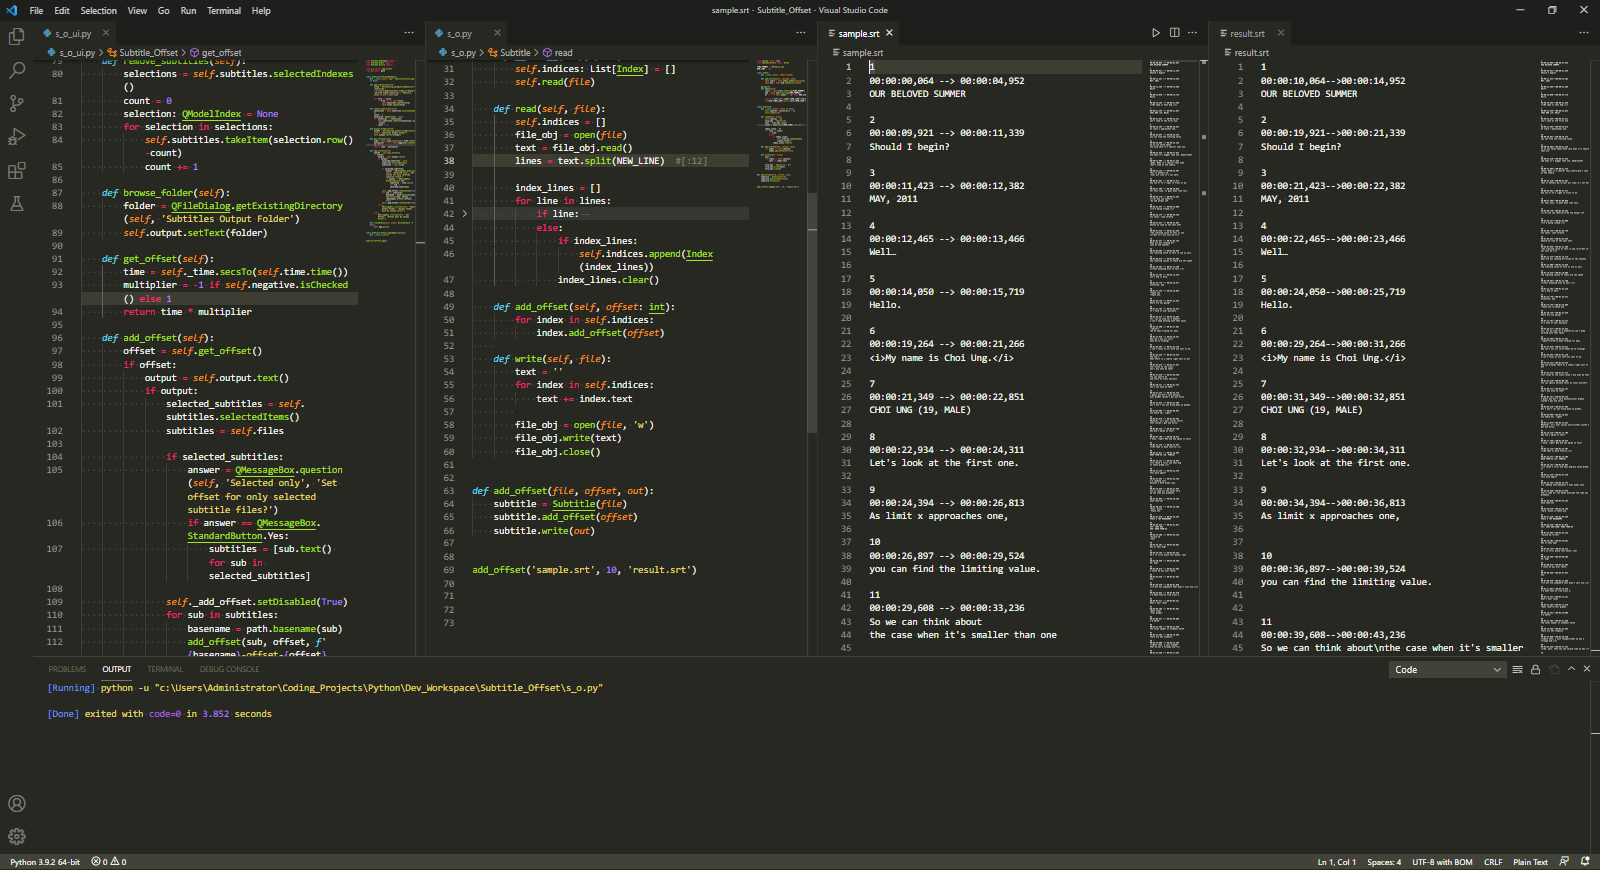 File Edit Selection View Go Run Terminal Help
sample.srt - Subtitle_Offset - Visual Studio Code
s_o_ui.py
s_o_ui.py > Subtitle_Offset > get_offset
79 def remove_subtitles(self):
80 selections = self.subtitles.selectedIndexes
()
81 count = 0
82 selection: QModelIndex = None
83 for selection in selections:
84 self.subtitles.takeItem(selection.row()
-count)
85 count += 1
86
87 def browse_folder(self):
88 folder = QFileDialog.getExistingDirectory
(self, 'Subtitles Output Folder')
89 self.output.setText(folder)
90
91 def get_offset(self):
92 time = self._time.secsTo(self.time.time())
93 multiplier = -1 if self.negative.isChecked
() else 1
94 return time * multiplier
95
96 def add_offset(self):
97 offset = self.get_offset()
98 if offset:
99 output = self.output.text()
100 if output:
101 selected_subtitles = self.
subtitles.selectedItems()
102 subtitles = self.files
103
104 if selected_subtitles:
105 answer = QMessageBox.question
(self, 'Selected only', 'Set
offset for only selected
subtitle files?')
106 if answer == QMessageBox.
StandardButton.Yes:
107 subtitles = [sub.text()
for sub in
selected_subtitles]
108
109 self._add_offset.setDisabled(True)
110 for sub in subtitles:
111 basename = path.basename(sub)
112 add_offset(sub, offset, f'
{basename}-offset-{offset}
s_o.py
s_o.py > Subtitle > read
31 self.indices: List[Index] = []
32 self.read(file)
33
34 def read(self, file):
35 self.indices = []
36 file_obj = open(file)
37 text = file_obj.read()
38 lines = text.split(NEW_LINE) #[:12]
39
40 index_lines = []
41 for line in lines:
42 if line: ...
44 else:
45 if index_lines:
46 self.indices.append(Index
(index_lines))
47 index_lines.clear()
48
49 def add_offset(self, offset: int):
50 for index in self.indices:
51 index.add_offset(offset)
52
53 def write(self, file):
54 text = ''
55 for index in self.indices:
56 text += index.text
57
58 file_obj = open(file, 'w')
59 file_obj.write(text)
60 file_obj.close()
61
62
63 def add_offset(file, offset, out):
64 subtitle = Subtitle(file)
65 subtitle.add_offset(offset)
66 subtitle.write(out)
67
68
69 add_offset('sample.srt', 10, 'result.srt')
70
71
72
73
sample.srt
sample.srt
1 1
2 00:00:00,064 --> 00:00:04,952
3 OUR BELOVED SUMMER
4
5 2
6 00:00:09,921 --> 00:00:11,339
7 Should I begin?
8
9 3
10 00:00:11,423 --> 00:00:12,382
11 MAY, 2011
12
13 4
14 00:00:12,465 --> 00:00:13,466
15 Well…
16
17 5
18 00:00:14,050 --> 00:00:15,719
19 Hello.
20
21 6
22 00:00:19,264 --> 00:00:21,266
23 <i>My name is Choi Ung.</i>
24
25 7
26 00:00:21,349 --> 00:00:22,851
27 CHOI UNG (19, MALE)
28
29 8
30 00:00:22,934 --> 00:00:24,311
31 Let's look at the first one.
32
33 9
34 00:00:24,394 --> 00:00:26,813
35 As limit x approaches one,
36
37 10
38 00:00:26,897 --> 00:00:29,524
39 you can find the limiting value.
40
41 11
42 00:00:29,608 --> 00:00:33,236
43 So we can think about
44 the case when it's smaller than one
45
result.srt
result.srt
1 1
2 00:00:10,064-->00:00:14,952
3 OUR BELOVED SUMMER
4
5 2
6 00:00:19,921-->00:00:21,339
7 Should I begin?
8
9 3
10 00:00:21,423-->00:00:22,382
11 MAY, 2011
12
13 4
14 00:00:22,465-->00:00:23,466
15 Well…
16
17 5
18 00:00:24,050-->00:00:25,719
19 Hello.
20
21 6
22 00:00:29,264-->00:00:31,266
23 <i>My name is Choi Ung.</i>
24
25 7
26 00:00:31,349-->00:00:32,851
27 CHOI UNG (19, MALE)
28
29 8
30 00:00:32,934-->00:00:34,311
31 Let's look at the first one.
32
33 9
34 00:00:34,394-->00:00:36,813
35 As limit x approaches one,
36
37
38 10
39 00:00:36,897-->00:00:39,524
40 you can find the limiting value.
41
42
43 11
44 00:00:39,608-->00:00:43,236
45 So we can think about\nthe case when it's smaller
PROBLEMS OUTPUT TERMINAL DEBUG CONSOLE
Code
[Running] python -u "c:\Users\Administrator\Coding_Projects\Python\Dev_Workspace\Subtitle_Offset\s_o.py"
[Done] exited with code=0 in 3.852 seconds
Python 3.9.2 64-bit 0 0
Ln 1, Col 1 Spaces: 4 UTF-8 with BOM CRLF Plain Text